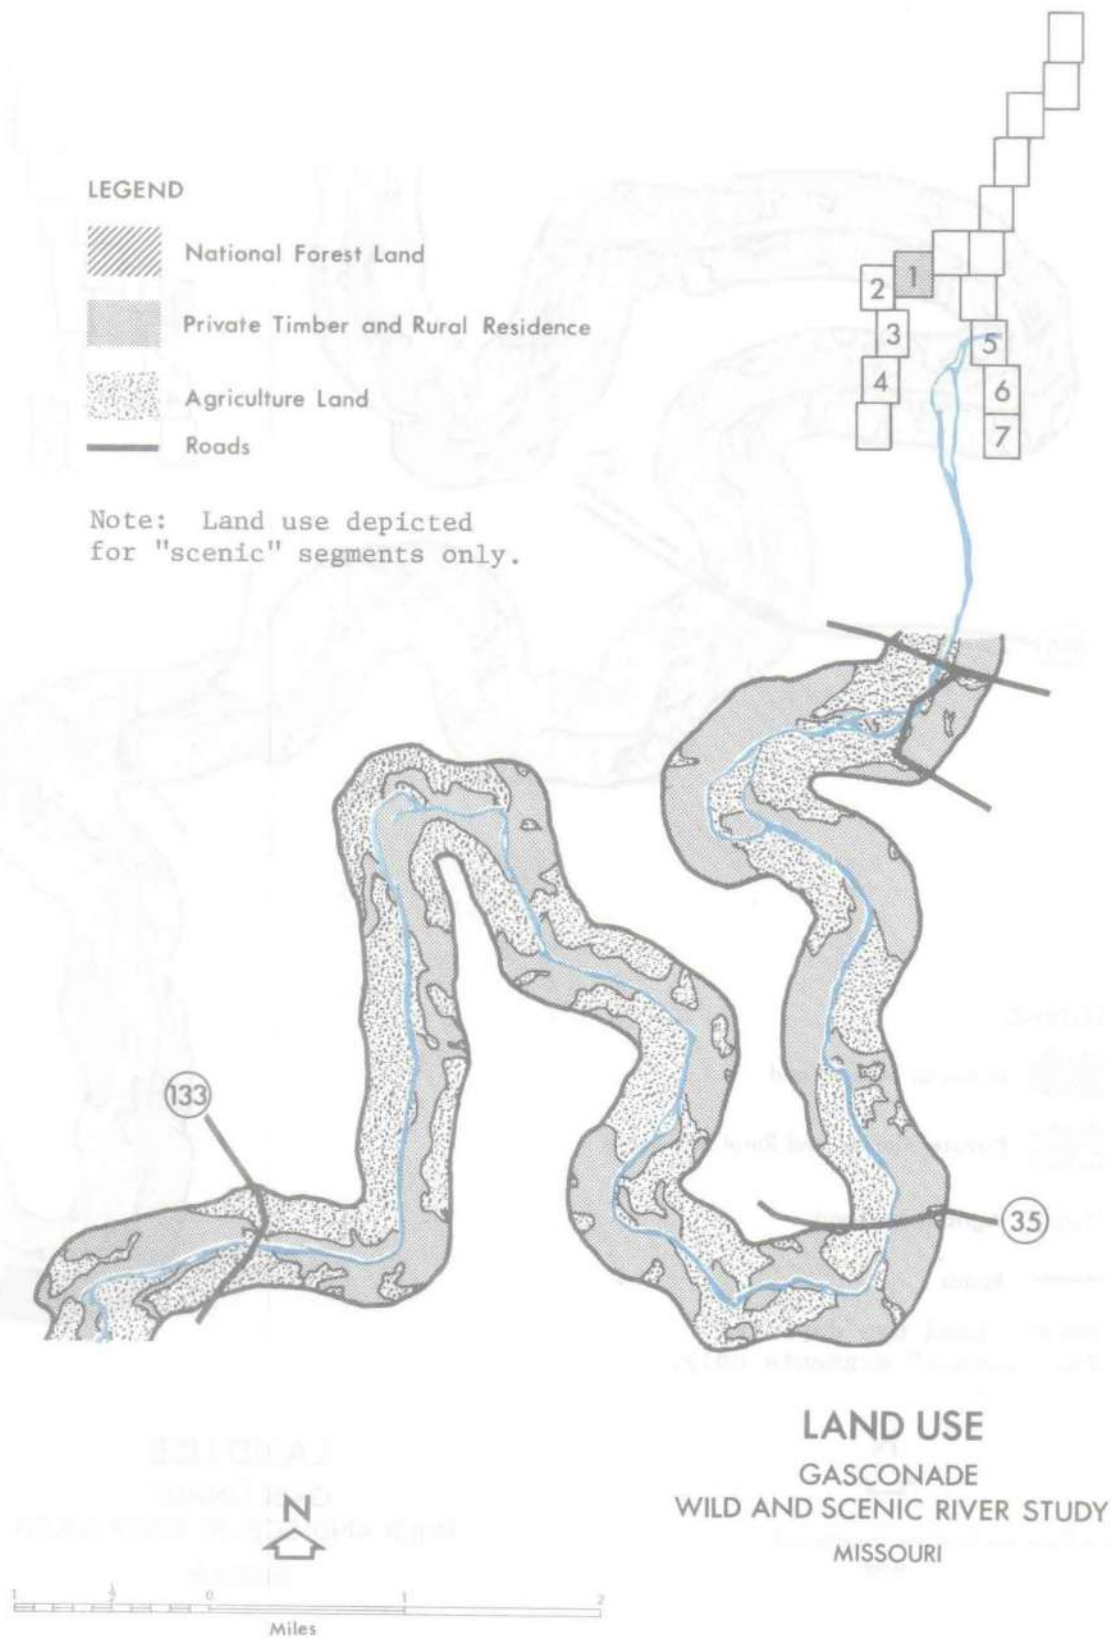 LEGEND
National Forest Land
Private Timber and Rural Residence
Agriculture Land
Roads
Note: Land use depicted
for "scenic" segments only.
1
2
3
4
5
6
7
133
35
LAND USE
GASCONADE
WILD AND SCENIC RIVER STUDY
MISSOURI
N
1 ½ 0 1 2
Miles